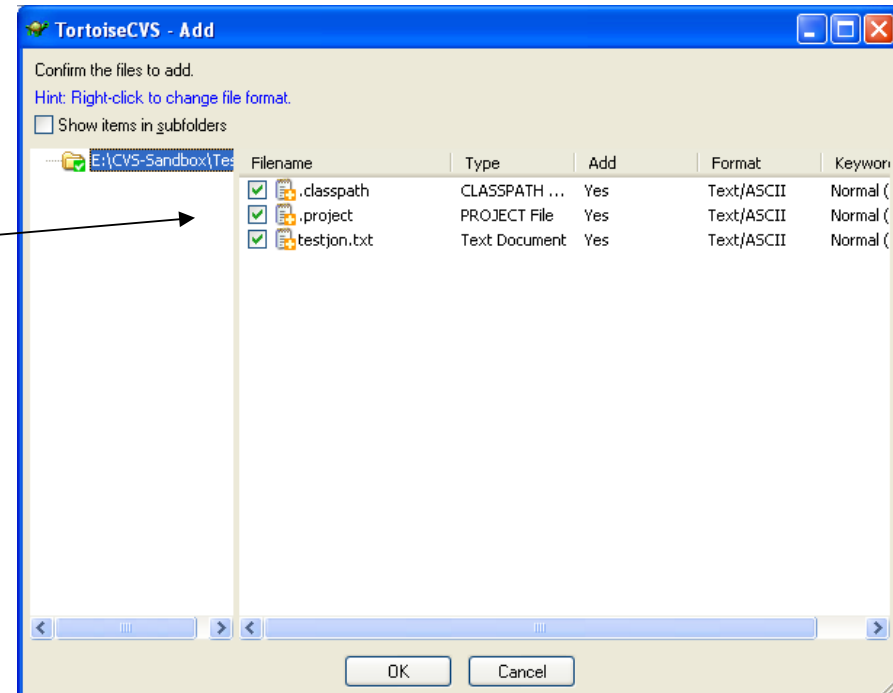 TortoiseCVS - Add
Confirm the files to add.
Hint: Right-click to change file format.
Show items in subfolders
E:\CVS-Sandbox\Tes
Filename Type Add Format Keywor
.classpath CLASSPATH ... Yes Text/ASCII Normal (
.project PROJECT File Yes Text/ASCII Normal (
testjon.txt Text Document Yes Text/ASCII Normal (
OK Cancel